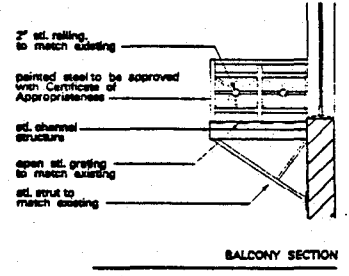 2" stl. railing,
to match existing
painted steel to be approved
with Certificate of
Appropriateness
stl. channel
structure
open stl. grating
to match existing
stl. strut to
match existing
BALCONY SECTION